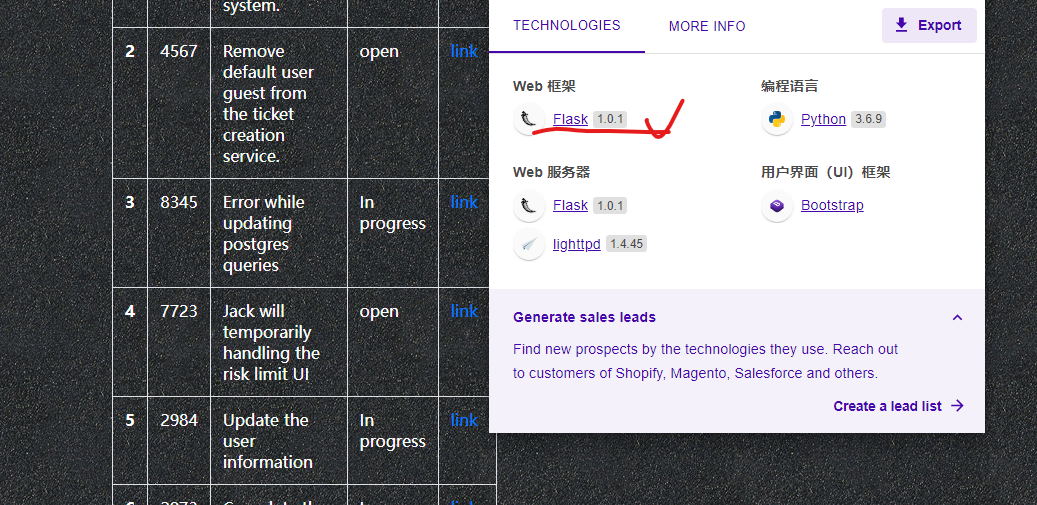 system.
2 4567 Remove open link
default user
guest from
the ticket
creation
service.
3 8345 Error while In link
updating progress
postgres
queries
4 7723 Jack will open link
temporarily
handling the
risk limit UI
5 2984 Update the In link
user progress
information
TECHNOLOGIES MORE INFO Export
Web 框架 编程语言
Flask 1.0.1 Python 3.6.9
Web 服务器 用户界面（UI）框架
Flask 1.0.1 Bootstrap
lighttpd 1.4.45
Generate sales leads
Find new prospects by the technologies they use. Reach out
to customers of Shopify, Magento, Salesforce and others.
Create a lead list